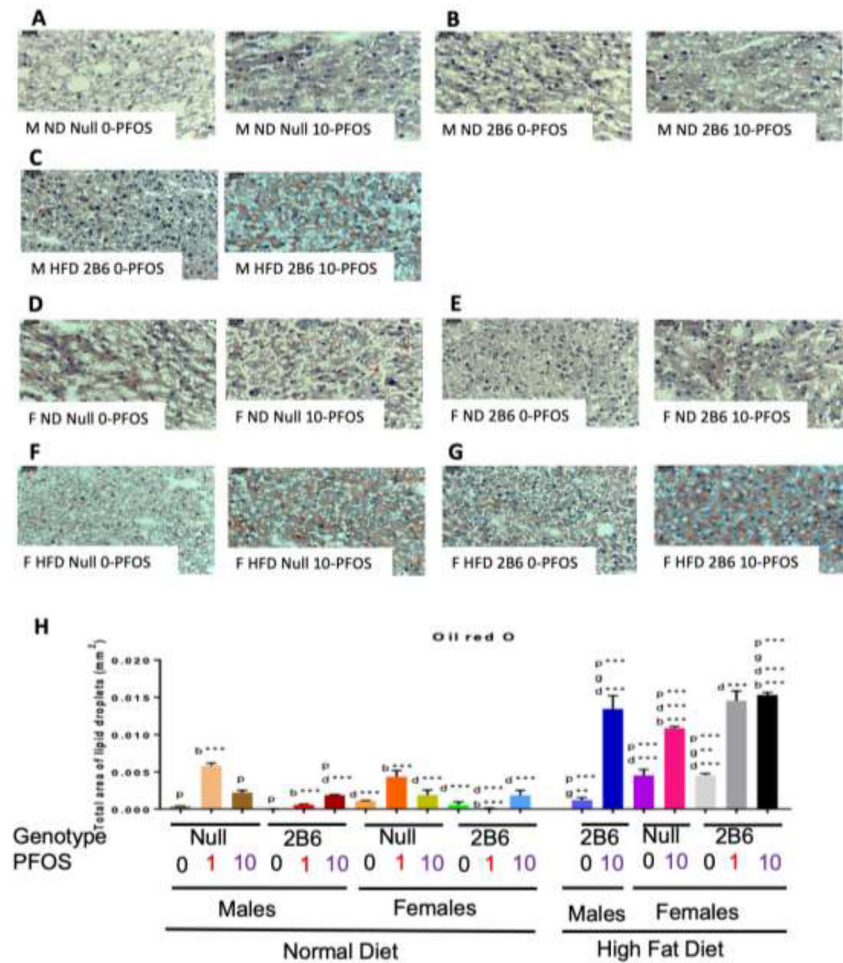 A
B
M ND Null 0-PFOS
M ND Null 10-PFOS
M ND 2B6 0-PFOS
M ND 2B6 10-PFOS
C
M HFD 2B6 0-PFOS
M HFD 2B6 10-PFOS
D
E
F ND Null 0-PFOS
F ND Null 10-PFOS
F ND 2B6 0-PFOS
F ND 2B6 10-PFOS
F
G
F HFD Null 0-PFOS
F HFD Null 10-PFOS
F HFD 2B6 0-PFOS
F HFD 2B6 10-PFOS
H
Oil red O
Total area of lipid droplets (mm²)
0.020
0.015
0.010
0.005
0.000
p
b***
p
p
b***
p
d***
d***
b***
d***
d***
d***
b***
d***
p***
g**
p***
g
d***
p***
d***
p***
d***
b***
p***
g**
d***
d***
p***
g
d***
b***
Genotype Null 2B6 Null 2B6 2B6 Null 2B6
PFOS 0 1 10 0 1 10 0 1 10 0 1 10 0 10 0 10 0 1 10
Males Females Males Females
Normal Diet High Fat Diet